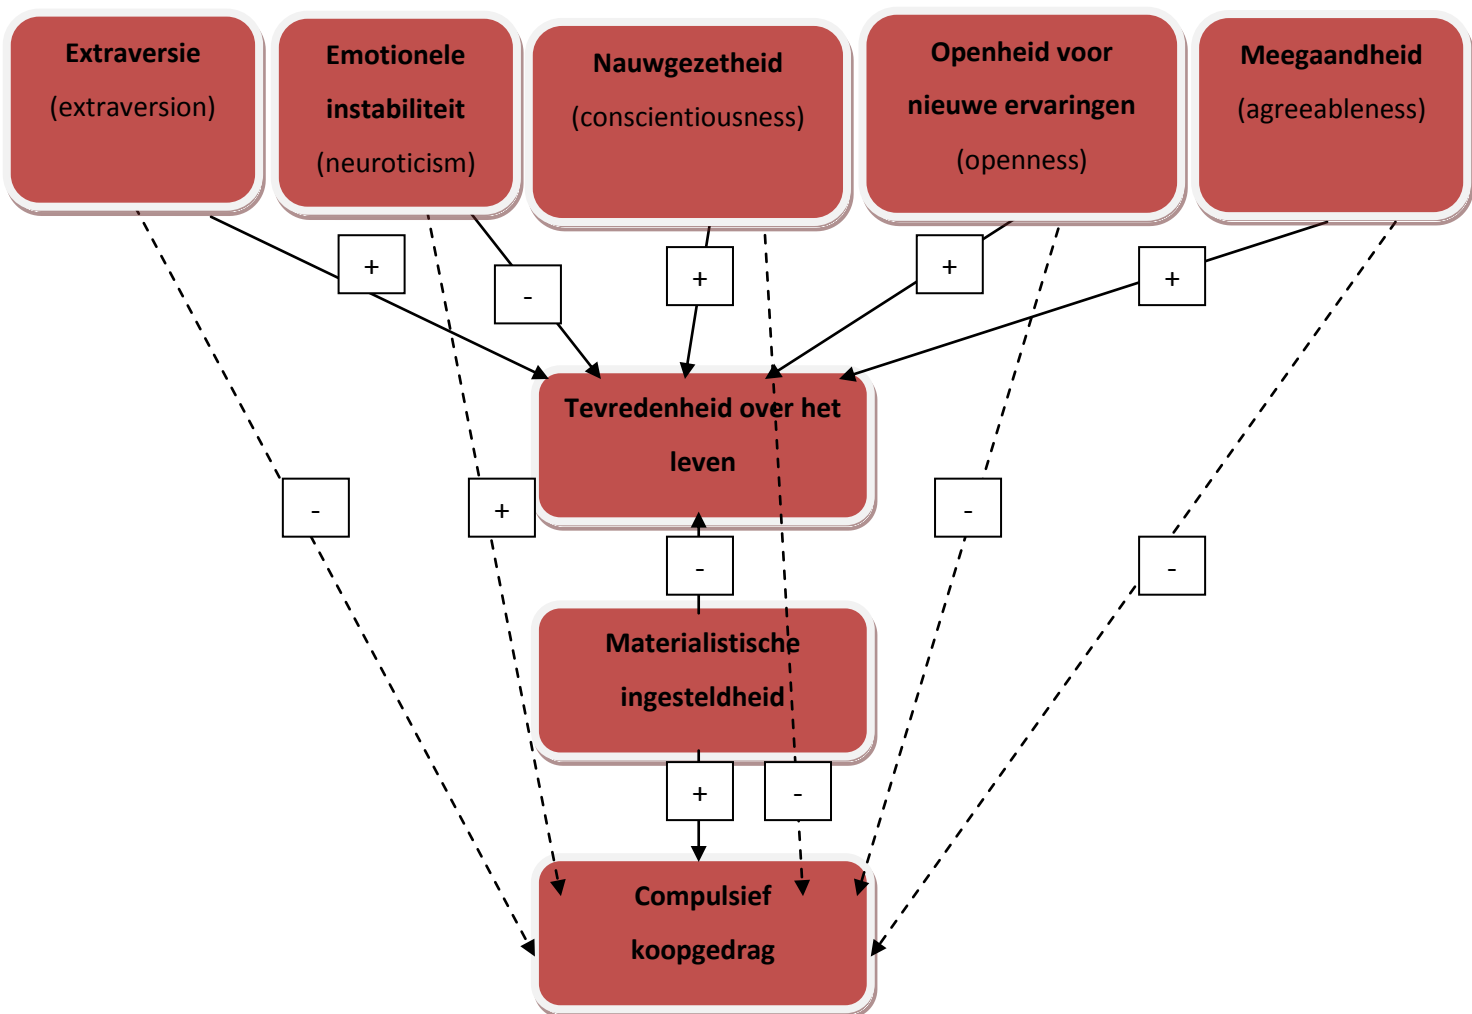 Extraversie
(extraversion)
Emotionele
instabiliteit
(neuroticism)
Nauwgezetheid
(conscientiousness)
Openheid voor
nieuwe ervaringen
(openness)
Meegaandheid
(agreeableness)
+
-
+
+
+
Tevredenheid over het
leven
-
+
-
-
-
Materialistische
ingesteldheid
+
-
Compulsief
koopgedrag